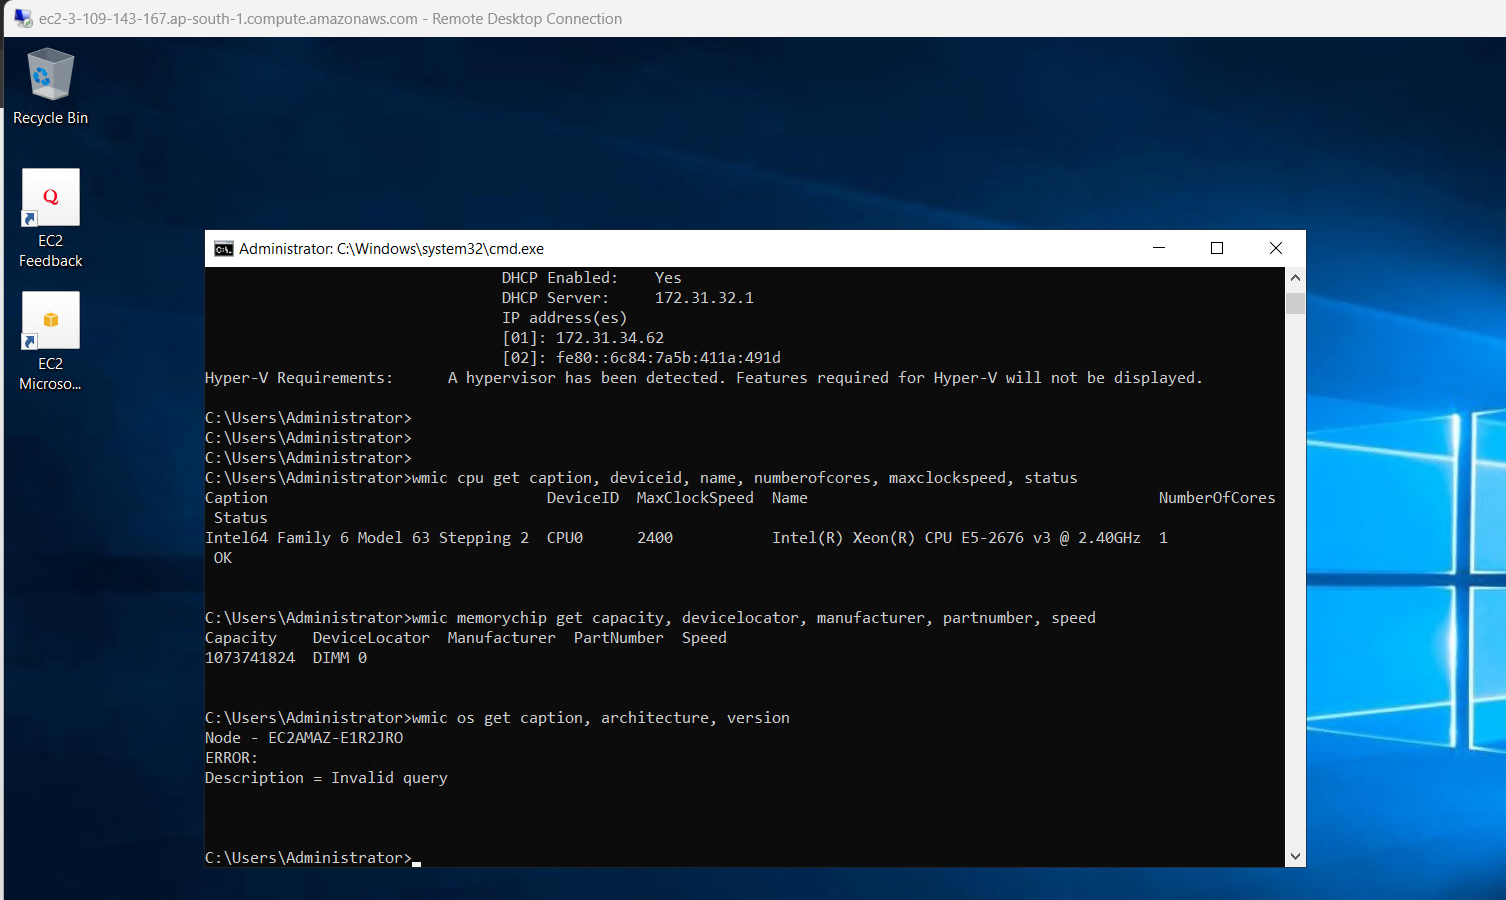 ec2-3-109-143-167.ap-south-1.compute.amazonaws.com - Remote Desktop Connection
Recycle Bin
Q
EC2
Feedback
EC2
Microso...
Administrator: C:\Windows\system32\cmd.exe
DHCP Enabled:    Yes
DHCP Server:     172.31.32.1
IP address(es)
[01]: 172.31.34.62
[02]: fe80::6c84:7a5b:411a:491d
Hyper-V Requirements:      A hypervisor has been detected. Features required for Hyper-V will not be displayed.
C:\Users\Administrator>
C:\Users\Administrator>
C:\Users\Administrator>
C:\Users\Administrator>wmic cpu get caption, deviceid, name, numberofcores, maxclockspeed, status
Caption                               DeviceID  MaxClockSpeed  Name                                       NumberOfCores
Status
Intel64 Family 6 Model 63 Stepping 2  CPU0      2400           Intel(R) Xeon(R) CPU E5-2676 v3 @ 2.40GHz  1
OK
C:\Users\Administrator>wmic memorychip get capacity, devicelocator, manufacturer, partnumber, speed
Capacity    DeviceLocator  Manufacturer  PartNumber  Speed
1073741824  DIMM 0
C:\Users\Administrator>wmic os get caption, architecture, version
Node - EC2AMAZ-E1R2JRO
ERROR:
Description = Invalid query
C:\Users\Administrator>